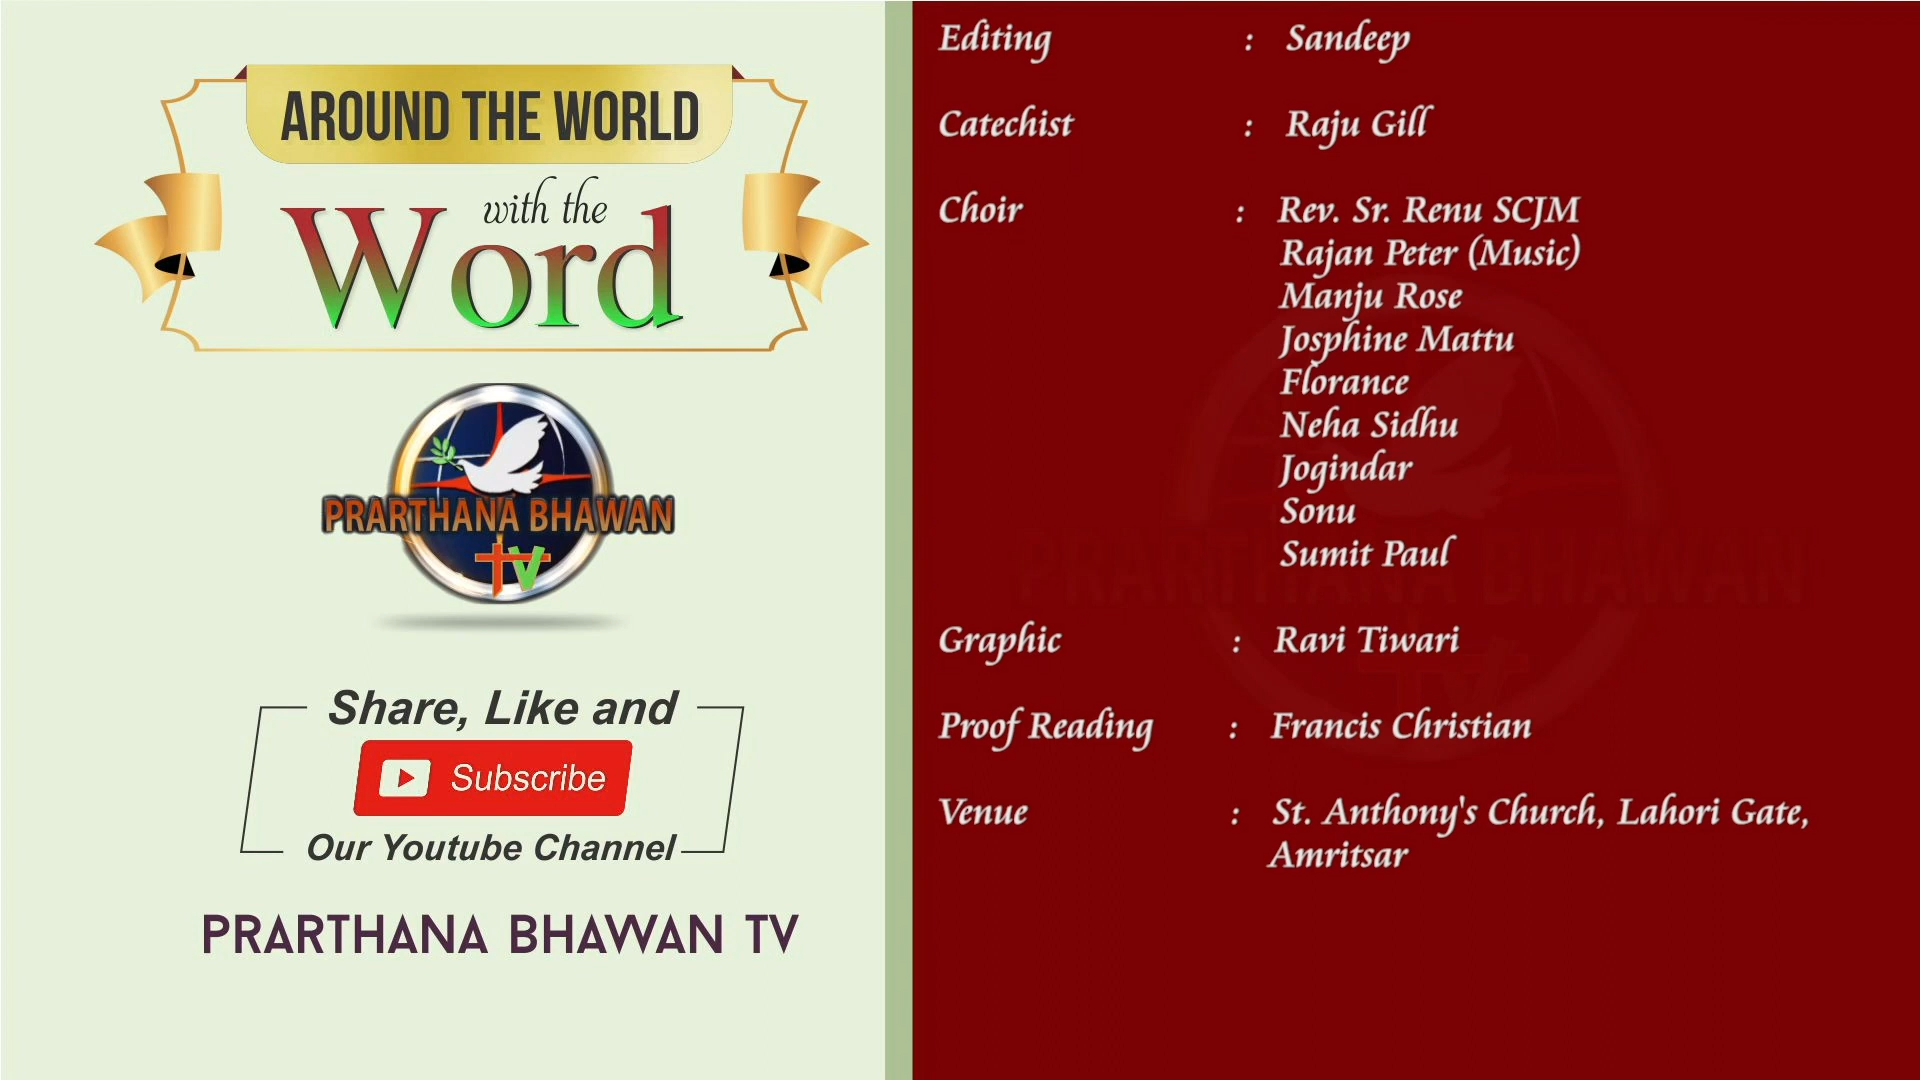 AROUND THE WORLD
with the
Word
PRARTHANA BHAWAN
TV
Share, Like and
Subscribe
Our Youtube Channel
PRARTHANA BHAWAN TV
Editing : Sandeep
Catechist : Raju Gill
Choir : Rev. Sr. Renu SCJM
Rajan Peter (Music)
Manju Rose
Josphine Mattu
Florance
Neha Sidhu
Jogindar
Sonu
Sumit Paul
Graphic : Ravi Tiwari
Proof Reading : Francis Christian
Venue : St. Anthony's Church, Lahori Gate,
Amritsar
PRARTHANA BHAWAN
TV